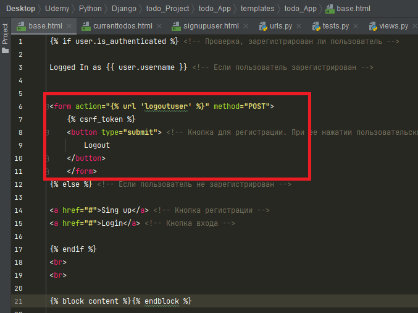 Desktop Udemy Python Django todo_Project todo_App templates todo_App base.html
base.html currenttodos.html signupuser.html urls.py tests.py views.py
Project
1 {% if user.is_authenticated %} <!-- Проверка, зарегистрирован ли пользователь -->
2
3 Logged In as {{ user.username }} <!-- Если пользователь зарегистрирован -->
4
5
6 <form action="{% url 'logoutuser' %}" method="POST">
7 {% csrf_token %}
8 <button type="submit"> <!-- Кнопка для регистрации. При ее нажатии
9 Logout
10 </button>
11 </form>
12 {% else %} <!-- Если пользователь не зарегистрирован -->
13
14 <a href="#">Sing up</a> <!-- Кнопка регистрации -->
15 <a href="#">Login</a> <!-- Кнопка входа -->
16
17 {% endif %}
18 <br>
19 <br>
20
21 {% block content %}{% endblock %}